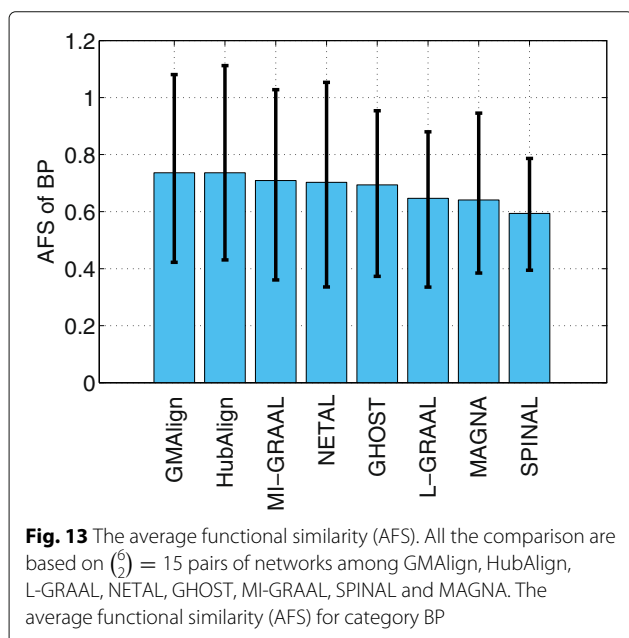 1.2
1
0.8
0.6
0.4
0.2
0
AFS of BP
GMAlign
HubAlign
MI-GRAAL
NETAL
GHOST
L-GRAAL
MAGNA
SPINAL
Fig. 13 The average functional similarity (AFS). All the comparison are
based on (6 2) = 15 pairs of networks among GMAlign, HubAlign,
L-GRAAL, NETAL, GHOST, MI-GRAAL, SPINAL and MAGNA. The
average functional similarity (AFS) for category BP